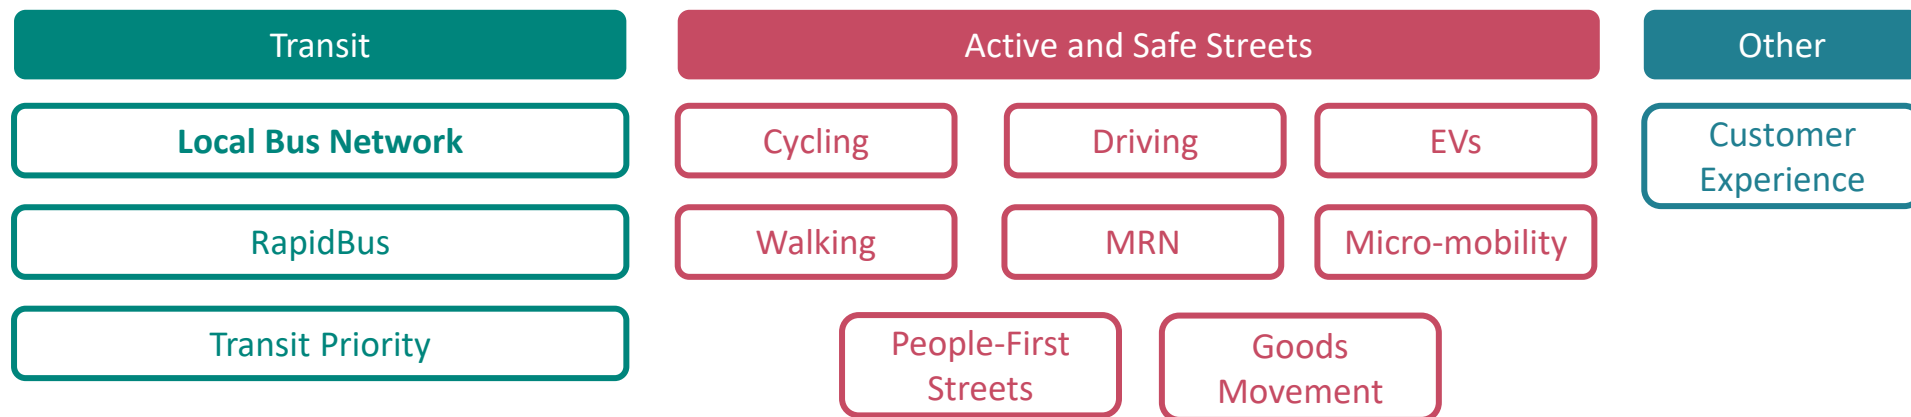 Transit
Active and Safe Streets
Other
Local Bus Network
Cycling
Driving
EVs
Customer
Experience
RapidBus
Walking
MRN
Micro-mobility
Transit Priority
People-First
Streets
Goods
Movement